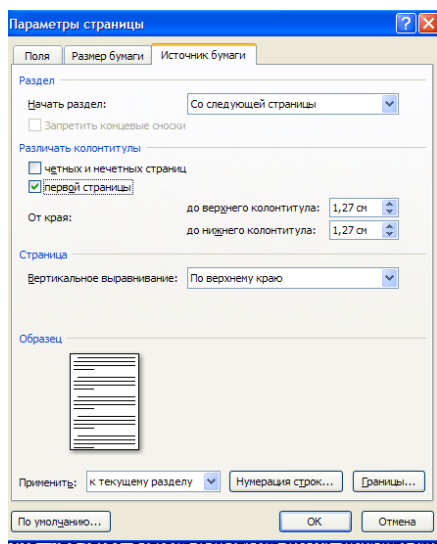 Параметры страницы
Поля Размер бумаги Источник бумаги
Раздел
Начать раздел: Со следующей страницы
Запретить концевые сноски
Различать колонтитулы
четных и нечетных страниц
первой страницы
От края:
до верхнего колонтитула: 1,27 см
до нижнего колонтитула: 1,27 см
Страница
Вертикальное выравнивание: По верхнему краю
Образец
Применить: к текущему разделу Нумерация строк... Границы...
По умолчанию... ОК Отмена